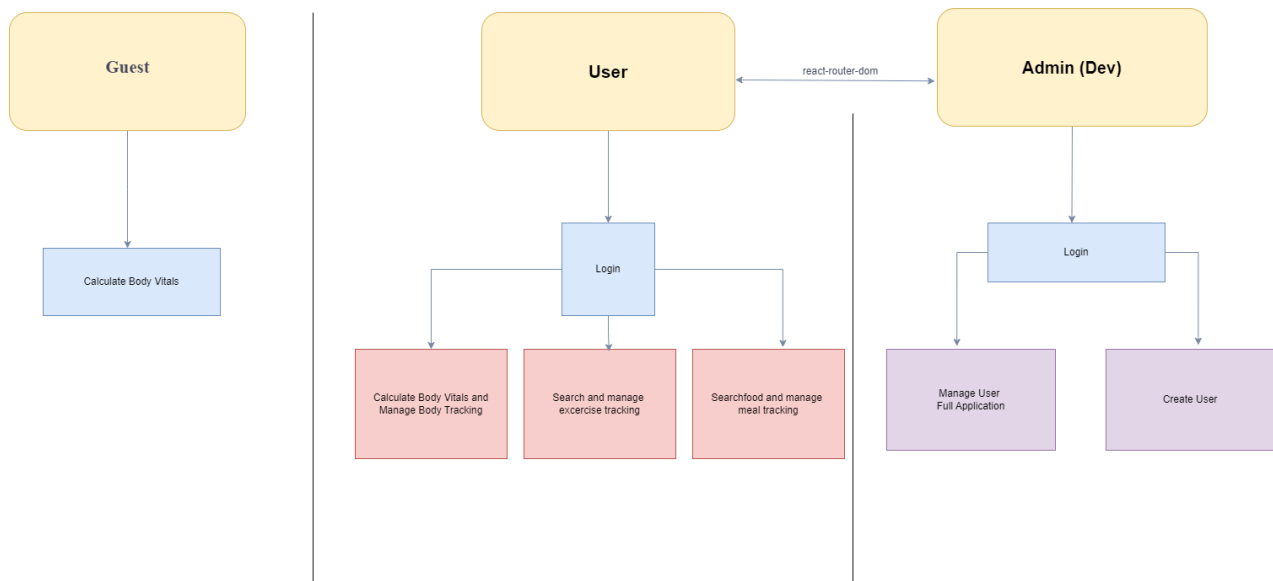 Guest
User
react-router-dom
Admin (Dev)
Calculate Body Vitals
Login
Login
Calculate Body Vitals and
Manage Body Tracking
Search and manage
excercise tracking
Searchfood and manage
meal tracking
Manage User
Full Application
Create User